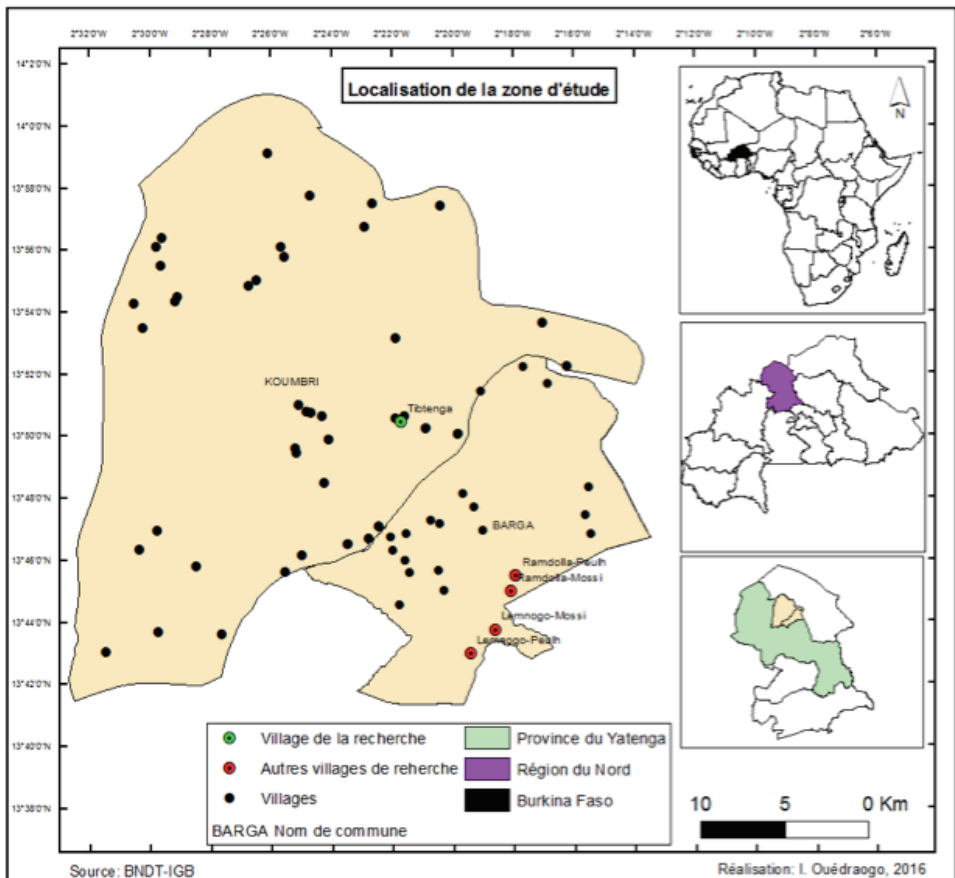 2°32'0"W 2°30'0"W 2°28'0"W 2°26'0"W 2°24'0"W 2°22'0"W 2°20'0"W 2°18'0"W 2°16'0"W 2°14'0"W 2°12'0"W 2°10'0"W 2°8'0"W 2°6'0"W
14°2'0"N
Localisation de la zone d'étude
N
14°0'0"N
13°58'0"N
13°56'0"N
13°54'0"N
13°52'0"N
KOUMBRI
Tibtenga
13°50'0"N
13°48'0"N
BARGA
13°46'0"N
Ramdolla-Peulh
Ramdolla-Mossi
13°44'0"N
Lemnogo-Mossi
Lemnogo-Peulh
13°42'0"N
13°40'0"N
13°38'0"N
Village de la recherche
Autres villages de reherche
Villages
BARGA Nom de commune
Province du Yatenga
Région du Nord
Burkina Faso
10 5 0 Km
Source: BNDT-IGB
Réalisation: I. Ouédraogo, 2016